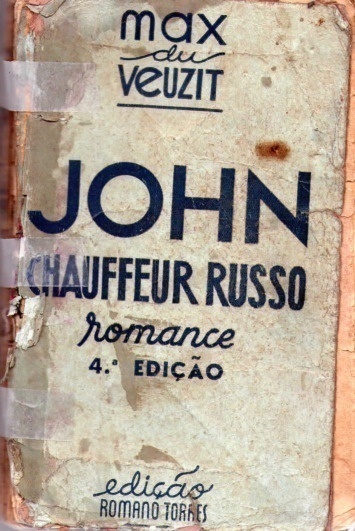 max
du
veuzit
JOHN
CHAUFFEUR RUSSO
romance
4.ª EDIÇÃO
edição
ROMANO TORRES